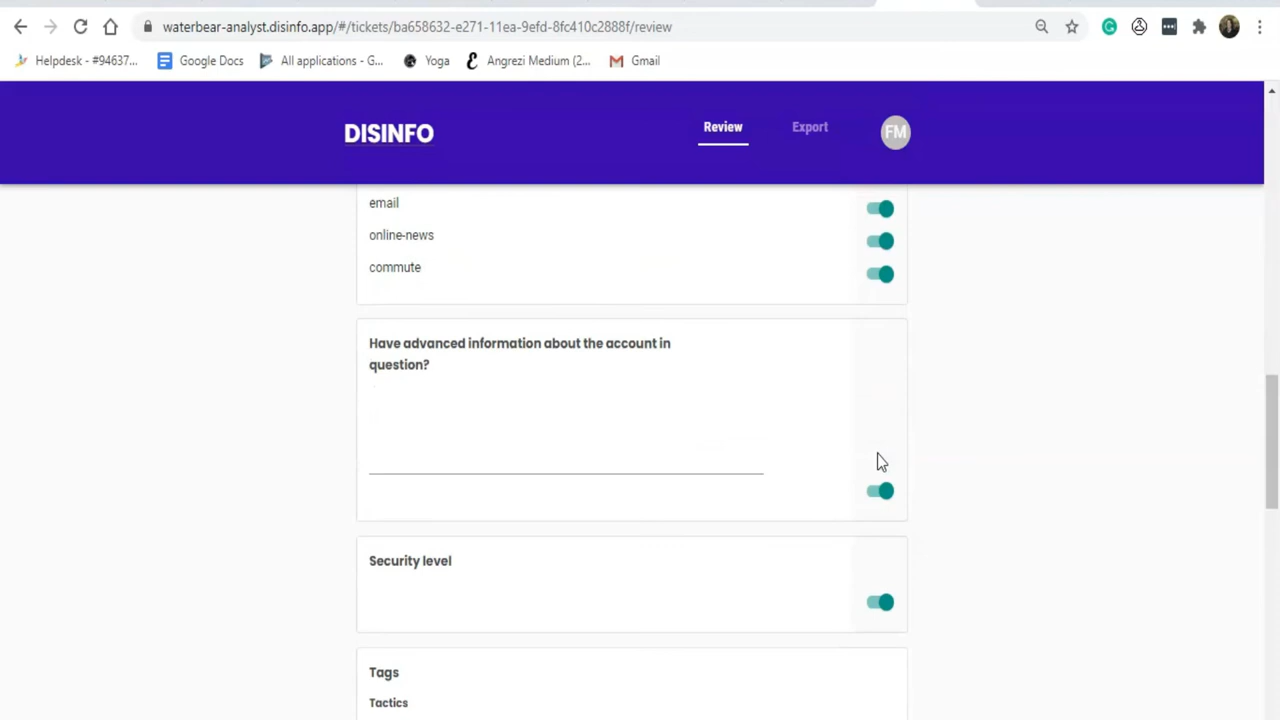 waterbear-analyst.disinfo.app/#/tickets/ba658632-e271-11ea-9efd-8fc410c2888f/review
Helpdesk - #94637... Google Docs All applications - G... Yoga Angrezi Medium (2... Gmail
DISINFO Review Export FM
email
online-news
commute
Have advanced information about the account in
question?
Security level
Tags
Tactics